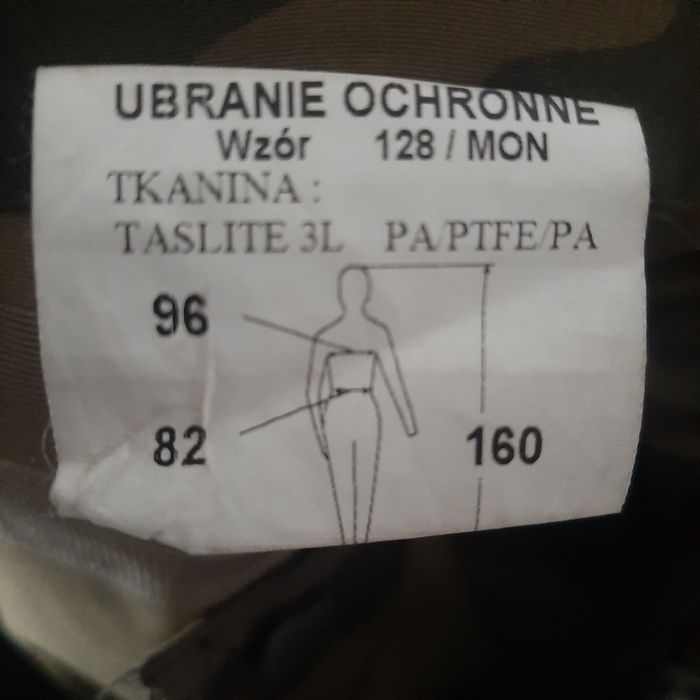 UBRANIE OCHRONNE
Wzór 128 / MON
TKANINA :
TASLITE 3L PA/PTFE/PA
96
82
160